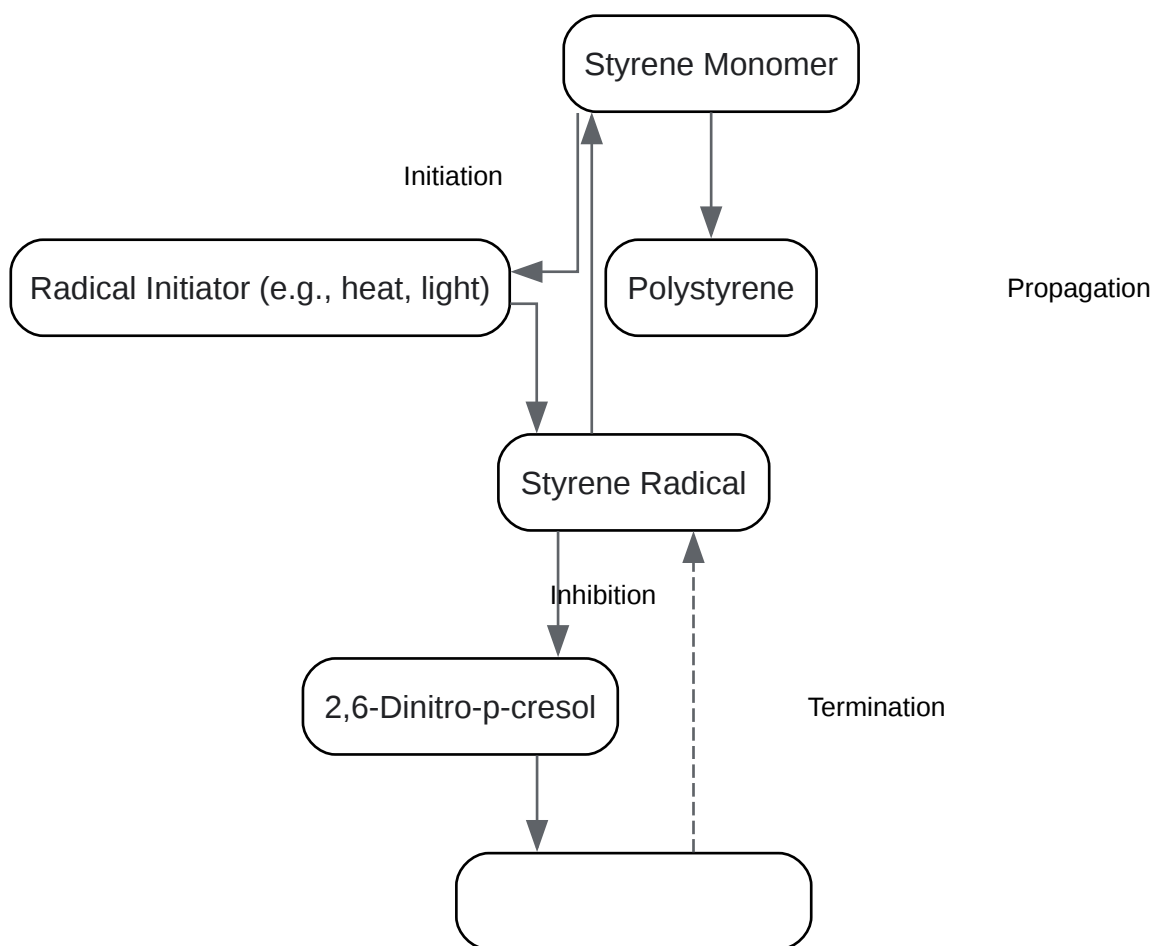 Styrene Monomer
Initiation
Radical Initiator (e.g., heat, light)
Polystyrene
Propagation
Styrene Radical
Inhibition
2,6-Dinitro-p-cresol
Termination